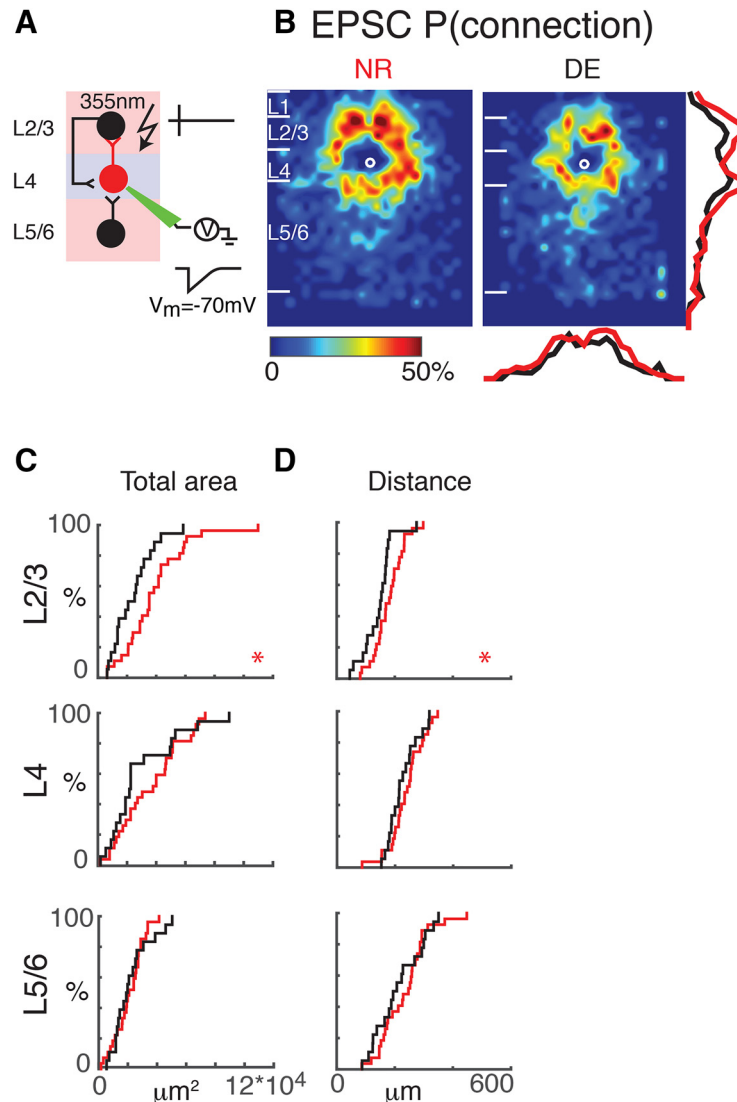 A
B EPSC P(connection)
NR
DE
355nm
L2/3
L4
L5/6
V
Vm=-70mV
L1
L2/3
L4
L5/6
0
50%
C
Total area
D
Distance
100
L2/3
%
0
*
*
100
L4
%
0
100
L5/6
%
0
μm²
12*10⁴
0
μm
600